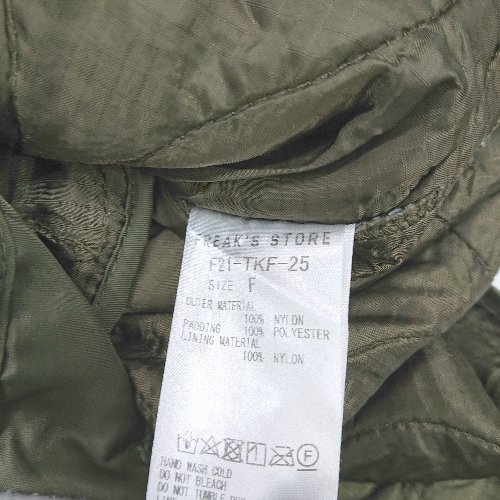 FREAK'S STORE
F21-TKF-25
SIZE F
OUTER MATERIAL
100% NYLON
PADDING 100% POLYESTER
LINING MATERIAL
100% NYLON
F
HAND WASH COLD
DO NOT BLEACH
DO NOT TUMBLE DRY